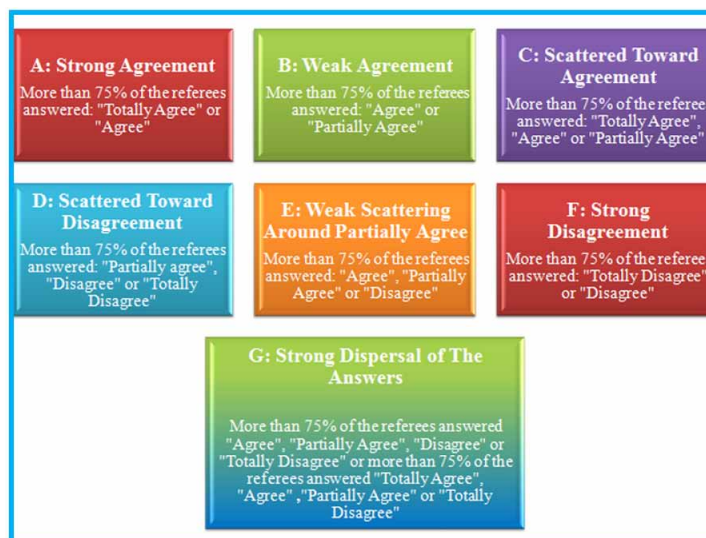 A: Strong Agreement
More than 75% of the referees
answered: "Totally Agree" or
"Agree"
B: Weak Agreement
More than 75% of the referees
answered: "Agree" or
"Partially Agree"
C: Scattered Toward
Agreement
More than 75% of the referee
answered: "Totally Agree",
"Agree" or "Partially Agree"
D: Scattered Toward
Disagreement
More than 75% of the referees
answered: "Partially agree",
"Disagree" or "Totally
Disagree"
E: Weak Scattering
Around Partially Agree
More than 75% of the referees
answered: "Agree", "Partially
Agree" or "Disagree"
F: Strong
Disagreement
More than 75% of the referee
answered: "Totally Disagree"
or "Disagree"
G: Strong Dispersal of The
Answers
More than 75% of the referees answered
"Agree", "Partially Agree", "Disagree" or
"Totally Disagree" or more than 75% of the
referees answered "Totally Agree",
"Agree" ,"Partially Agree" or "Totally
Disagree"